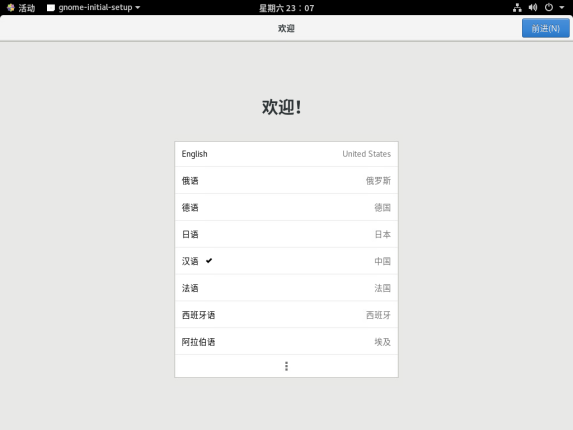 活动 gnome-initial-setup 星期六 23：07
欢迎 前进(N)
欢迎！
English United States
俄语 俄罗斯
德语 德国
日语 日本
汉语 中国
法语 法国
西班牙语 西班牙
阿拉伯语 埃及